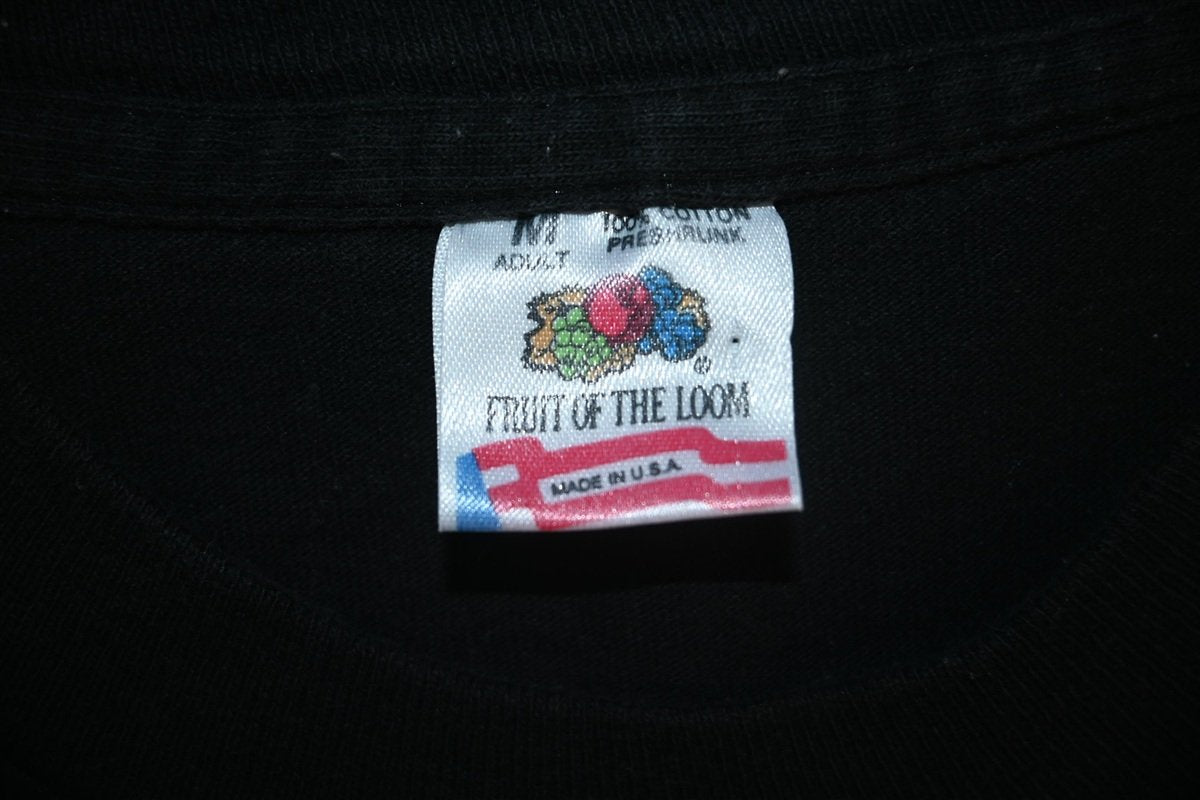 M
100% COTTON
ADULT
PRESHRUNK
®
FRUIT OF THE LOOM
MADE IN U.S.A.